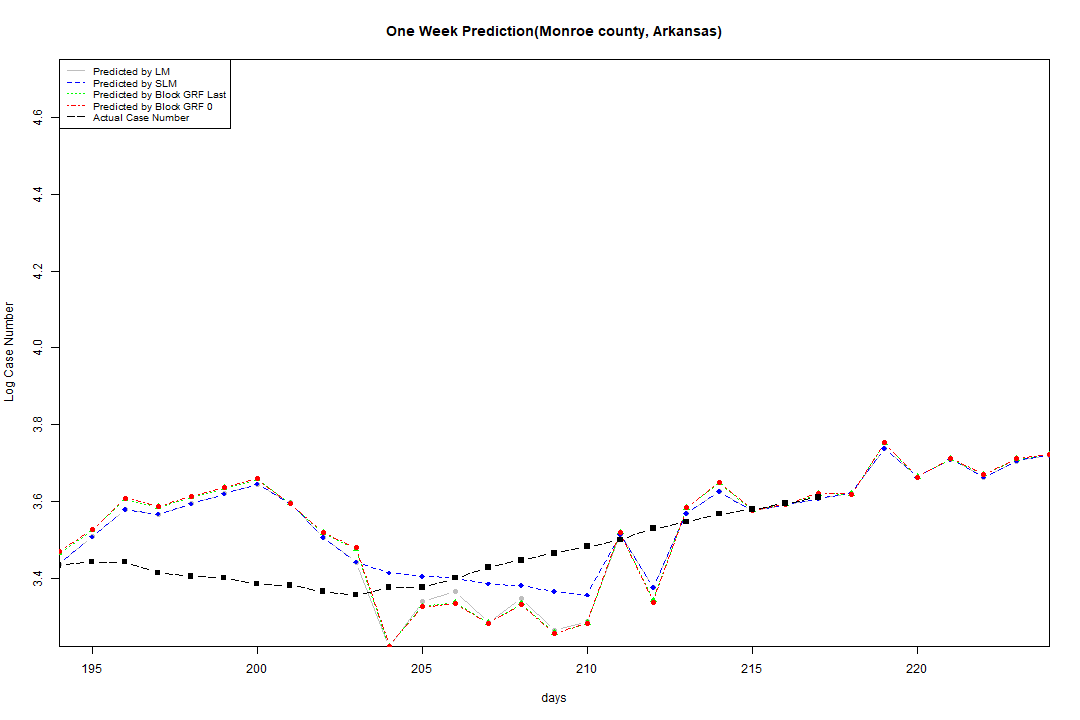 One Week Prediction(Monroe county, Arkansas)
Predicted by LM
Predicted by SLM
Predicted by Block GRF Last
Predicted by Block GRF 0
Actual Case Number
4.6
4.4
4.2
4.0
3.8
3.6
3.4
Log Case Number
195 200 205 210 215 220
days